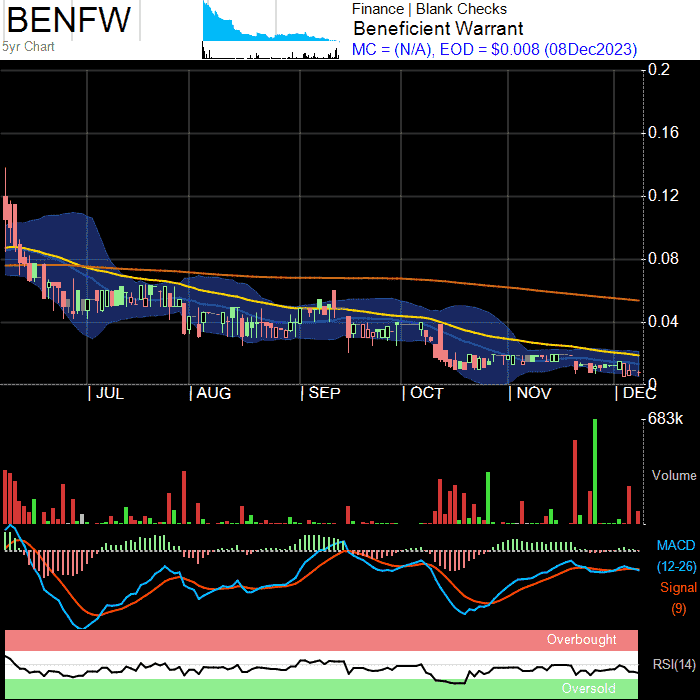 BENFW
5yr Chart
Finance | Blank Checks
Beneficient Warrant
MC = (N/A), EOD = $0.008 (08Dec2023)
0.2
0.16
0.12
0.08
0.04
0
JUL AUG SEP OCT NOV DEC
683k
Volume
MACD
(12-26)
Signal
(9)
Overbought
RSI(14)
Oversold